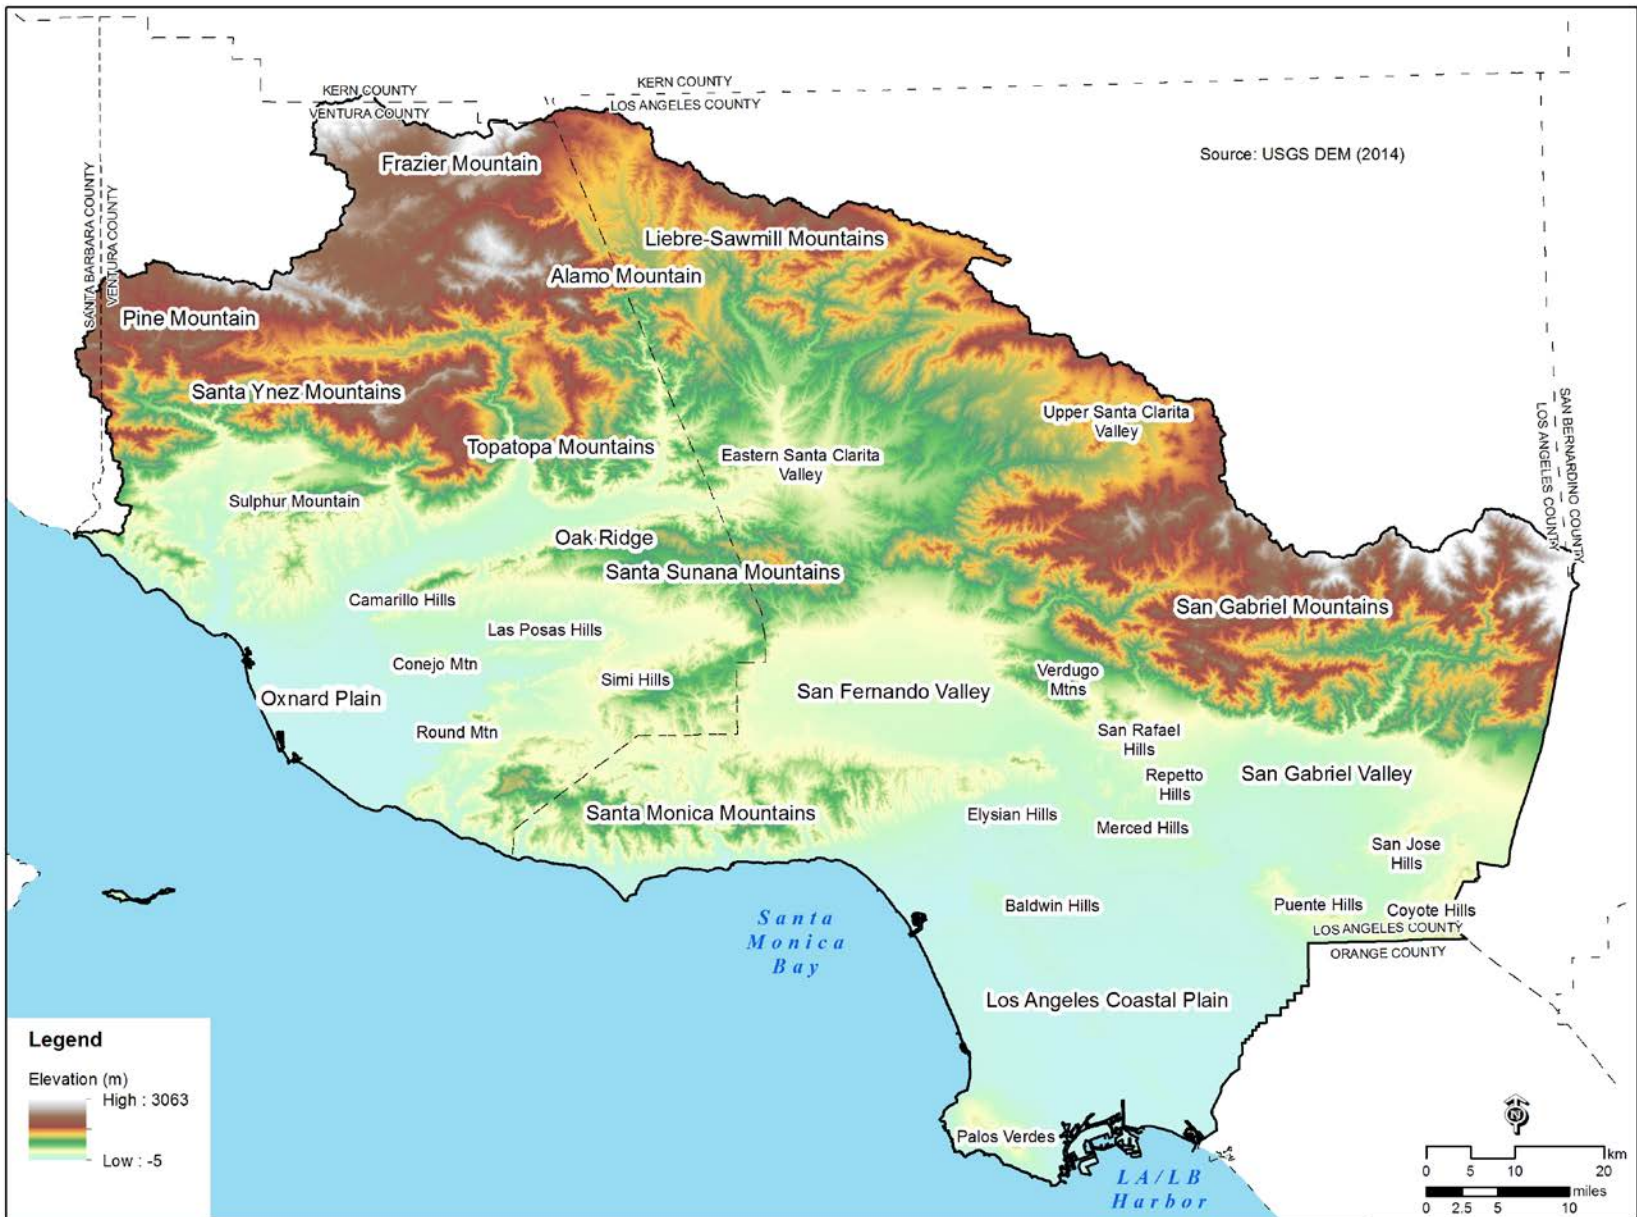 KERN COUNTY
LOS ANGELES COUNTY
KERN COUNTY
VENTURA COUNTY
Source: USGS DEM (2014)
SANTA BARBARA COUNTY
VENTURA COUNTY
Frazier Mountain
Liebre-Sawmill Mountains
Alamo Mountain
Pine Mountain
Santa Ynez Mountains
Upper Santa Clarita
Valley
Topatopa Mountains
Eastern Santa Clarita
Valley
SAN BERNARDINO COUNTY
LOS ANGELES COUNTY
Sulphur Mountain
Oak Ridge
Santa Sunana Mountains
Camarillo Hills
San Gabriel Mountains
Las Posas Hills
Conejo Mtn
Simi Hills
Verdugo
Mtns
Oxnard Plain
San Fernando Valley
Round Mtn
San Rafael
Hills
Repetto
Hills
San Gabriel Valley
Santa Monica Mountains
Elysian Hills
Merced Hills
San Jose
Hills
Baldwin Hills
Puente Hills
Coyote Hills
LOS ANGELES COUNTY
ORANGE COUNTY
Santa
Monica
Bay
Los Angeles Coastal Plain
Legend
Elevation (m)
High : 3063
Low : -5
Palos Verdes
LA/LB
Harbor
N
km
0 5 10 20
miles
0 2.5 5 10